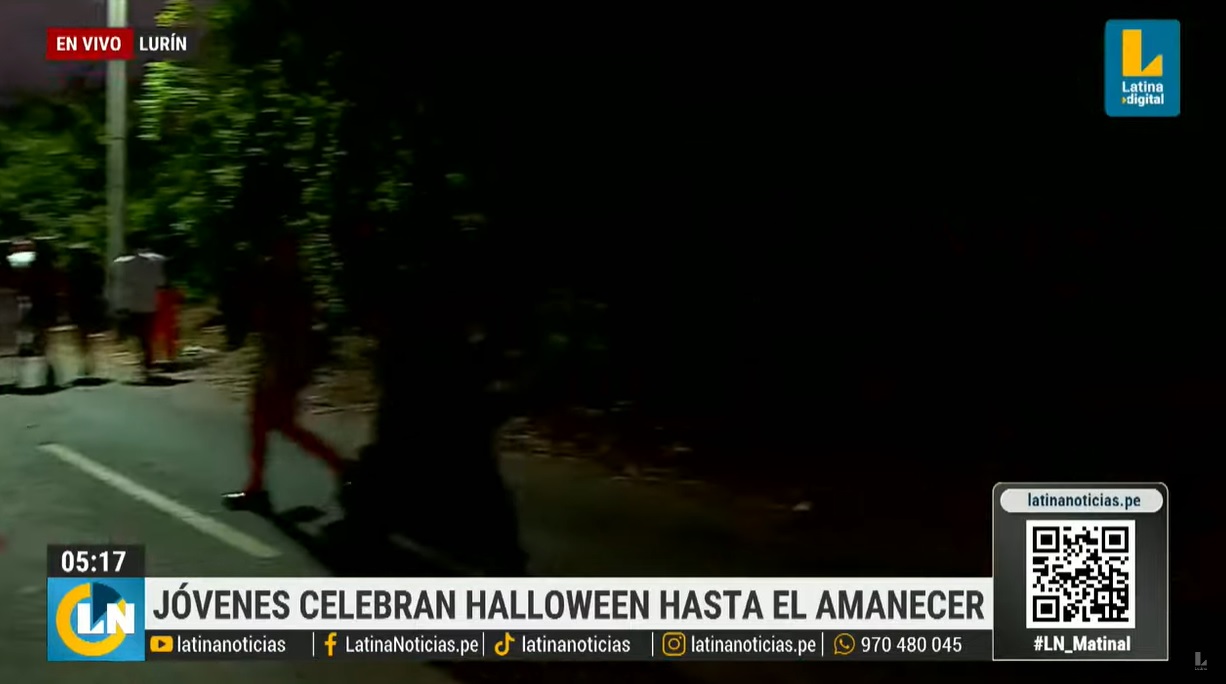 EN VIVO LURÍN
L
Latina
digital
latinanoticias.pe
05:17
LN JÓVENES CELEBRAN HALLOWEEN HASTA EL AMANECER
latinanoticias LatinaNoticias.pe latinanoticias latinanoticias.pe 970 480 045
#LN_Matinal